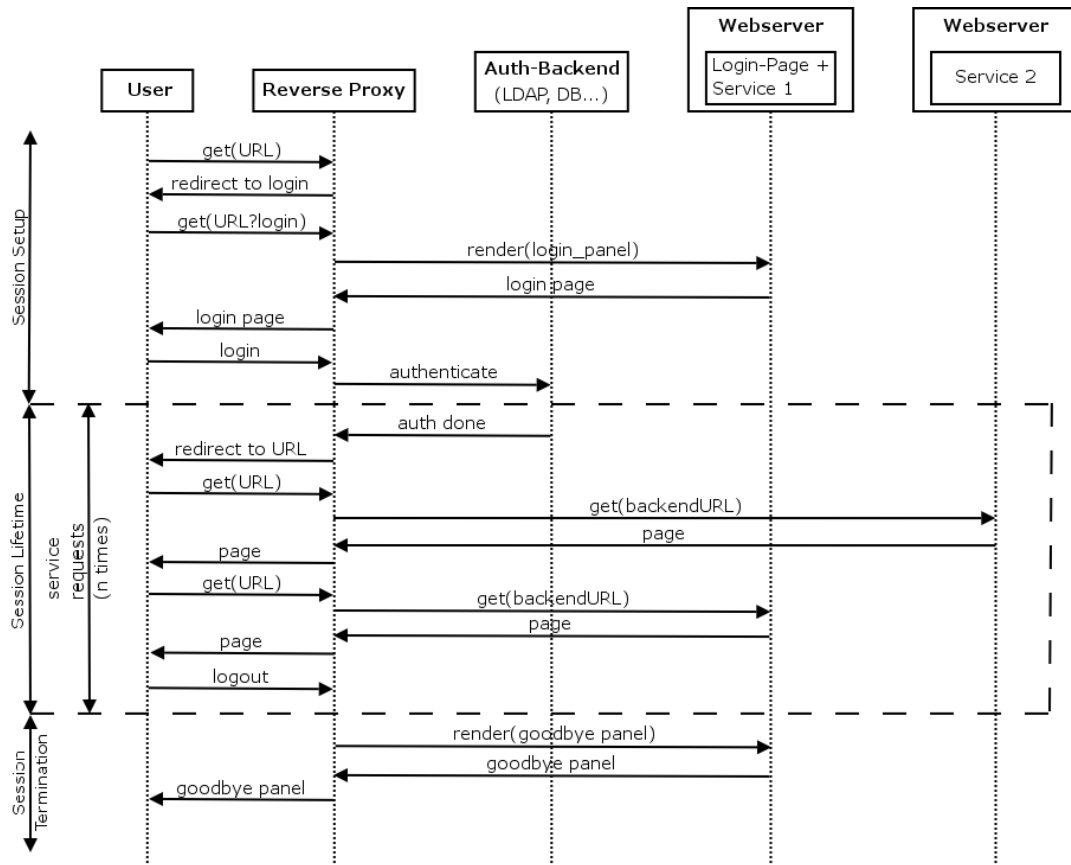 User
Reverse Proxy
Auth-Backend
(LDAP, DB...)
Webserver
Login-Page +
Service 1
Webserver
Service 2
Session Setup
get(URL)
redirect to login
get(URL?login)
render(login_panel)
login page
login page
login
authenticate
Session Lifetime
service
requests
(n times)
auth done
redirect to URL
get(URL)
get(backendURL)
page
page
get(URL)
get(backendURL)
page
page
logout
Session
Termination
render(goodbye panel)
goodbye panel
goodbye panel